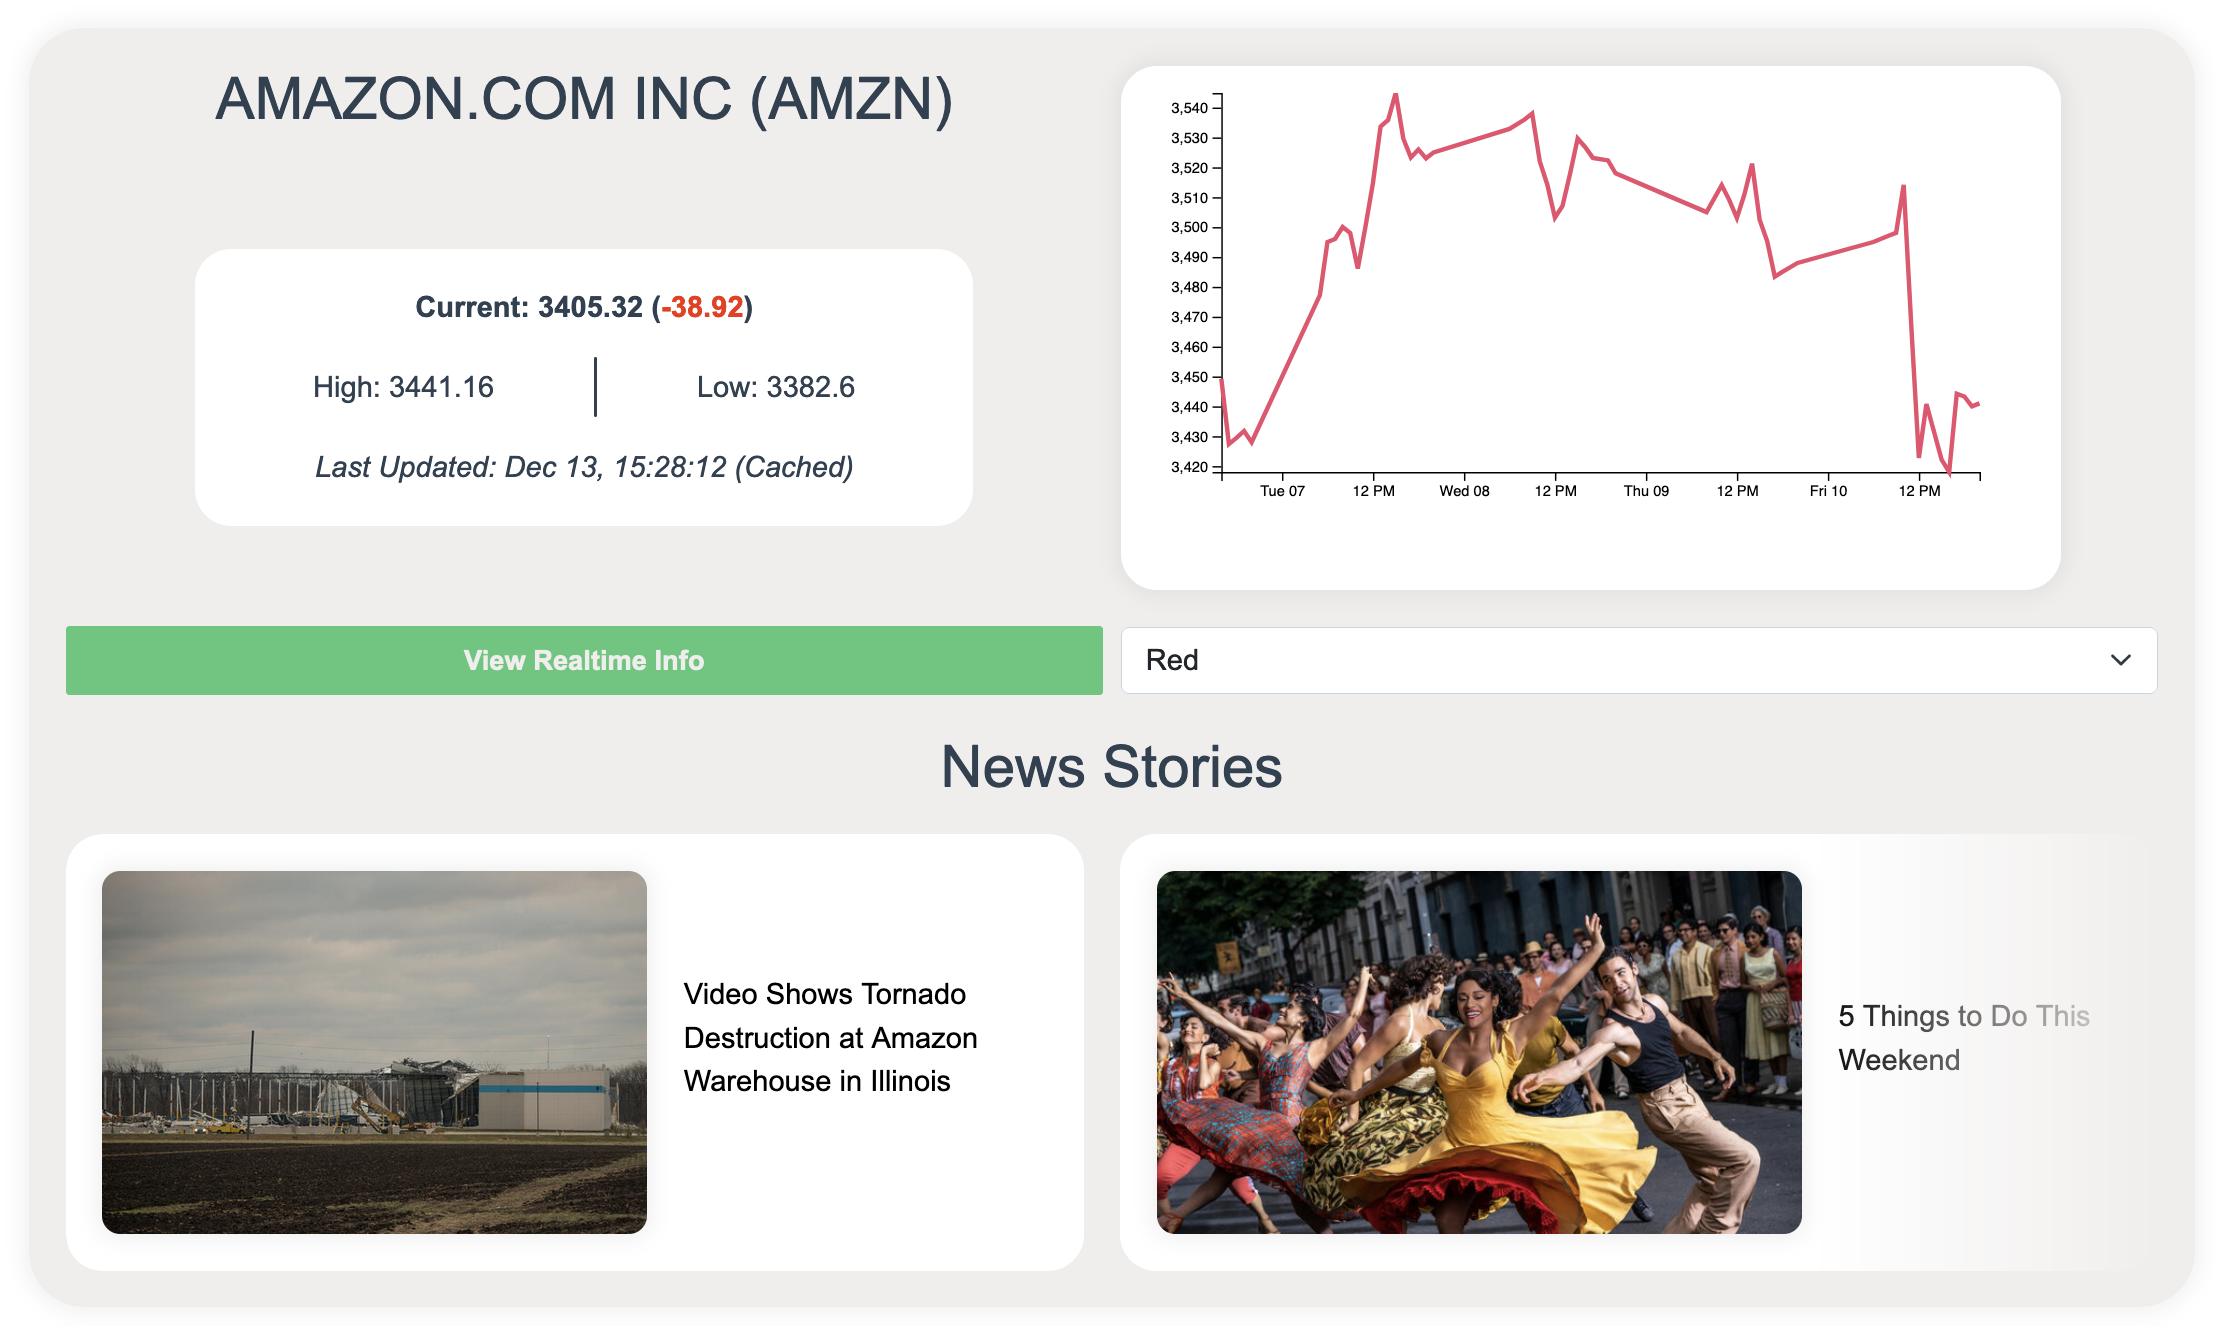 AMAZON.COM INC (AMZN)
Current: 3405.32 (-38.92)
High: 3441.16
Low: 3382.6
Last Updated: Dec 13, 15:28:12 (Cached)
3,540
3,530
3,520
3,510
3,500
3,490
3,480
3,470
3,460
3,450
3,440
3,430
3,420
Tue 07 12 PM Wed 08 12 PM Thu 09 12 PM Fri 10 12 PM
View Realtime Info
Red
News Stories
Video Shows Tornado
Destruction at Amazon
Warehouse in Illinois
5 Things to Do This
Weekend